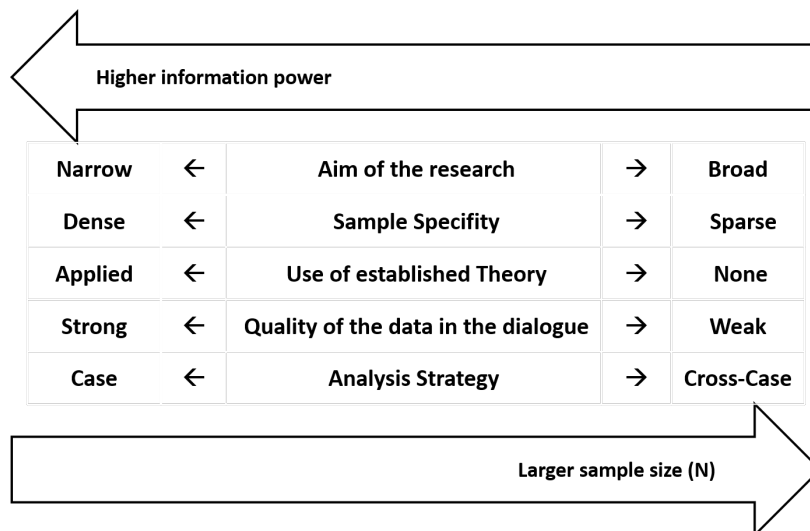 Higher information power
Narrow ← Aim of the research → Broad
Dense ← Sample Specifity → Sparse
Applied ← Use of established Theory → None
Strong ← Quality of the data in the dialogue → Weak
Case ← Analysis Strategy → Cross-Case
Larger sample size (N)